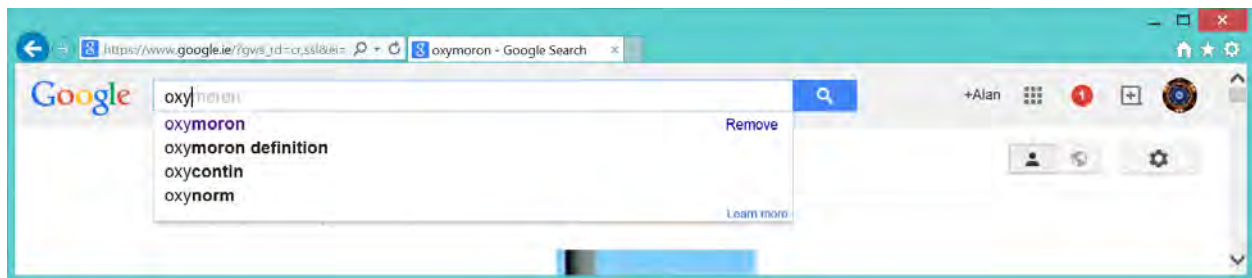 https://www.google.ie/?gws_rd=cr,ssl&ei= oxymoron - Google Search
Google oxymoron +Alan 1
oxymoron Remove
oxymoron definition
oxycontin
oxynorm
Learn more